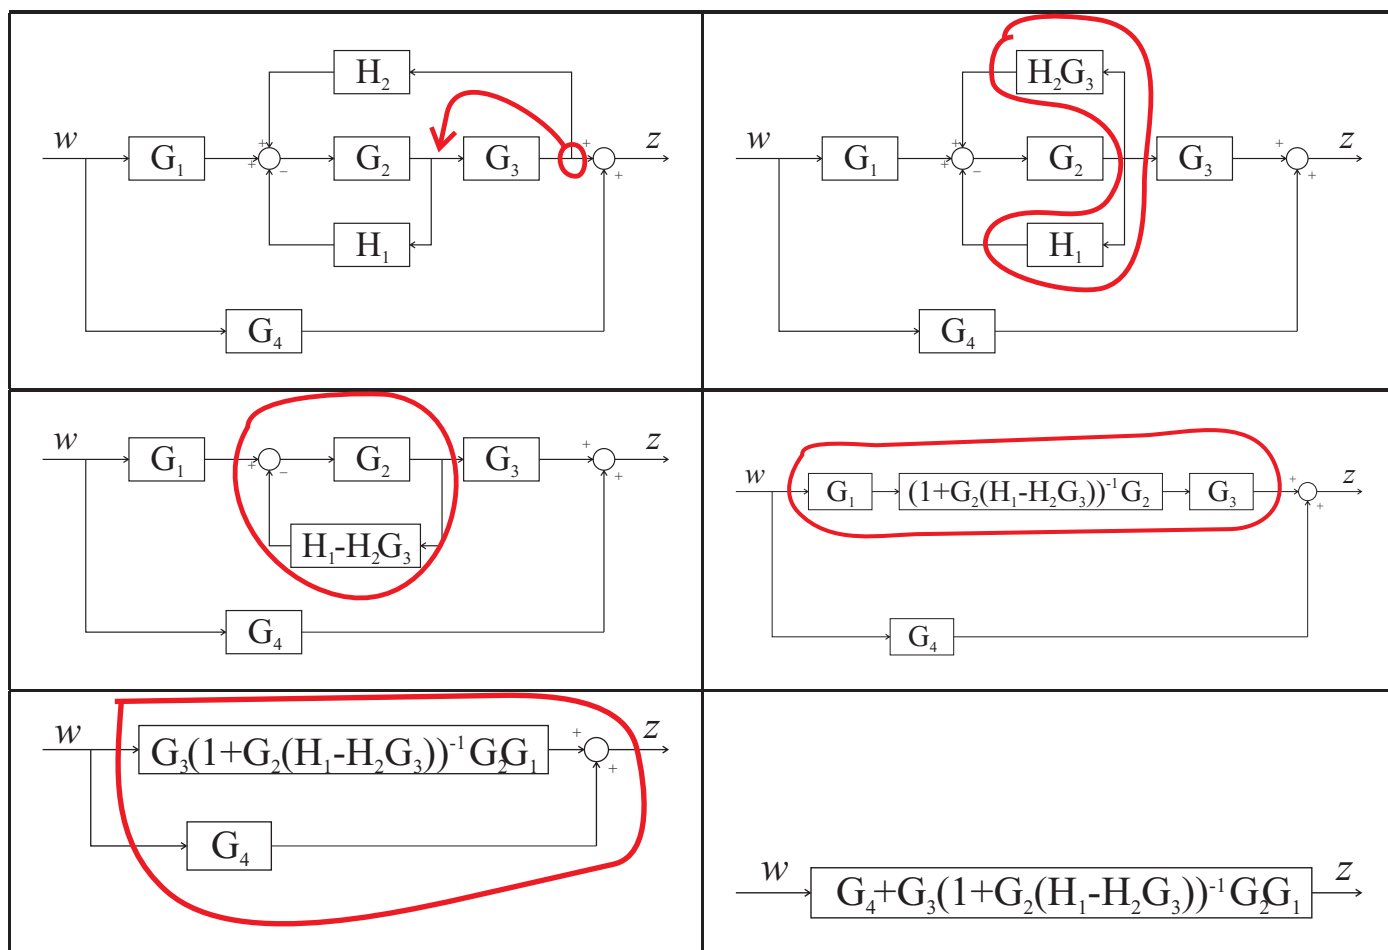 H₂
w G₁ + + − G₂ G₃ + + z
H₁
G₄
H₂G₃
w G₁ + + − G₂ G₃ + + z
H₁
G₄
w G₁ + − G₂ G₃ + + z
H₁-H₂G₃
G₄
w G₁ (1+G₂(H₁-H₂G₃))⁻¹G₂ G₃ + + z
G₄
w G₃(1+G₂(H₁-H₂G₃))⁻¹G₂G₁ + + z
G₄
w G₄+G₃(1+G₂(H₁-H₂G₃))⁻¹G₂G₁ z